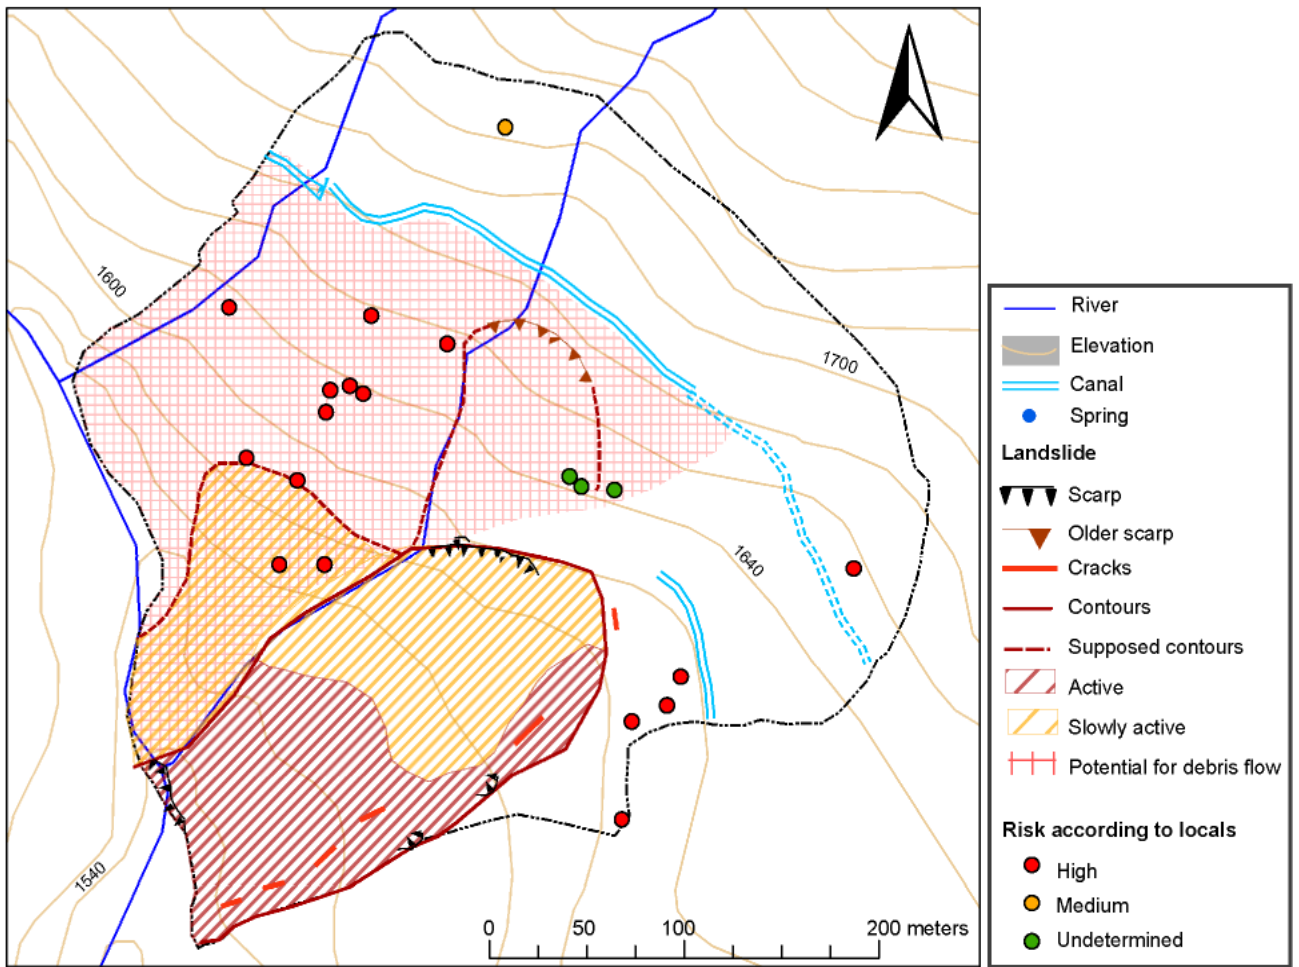 1600
1700
1640
1540
0 50 100 200 meters
River
Elevation
Canal
Spring
Landslide
Scarp
Older scarp
Cracks
Contours
Supposed contours
Active
Slowly active
Potential for debris flow
Risk according to locals
High
Medium
Undetermined